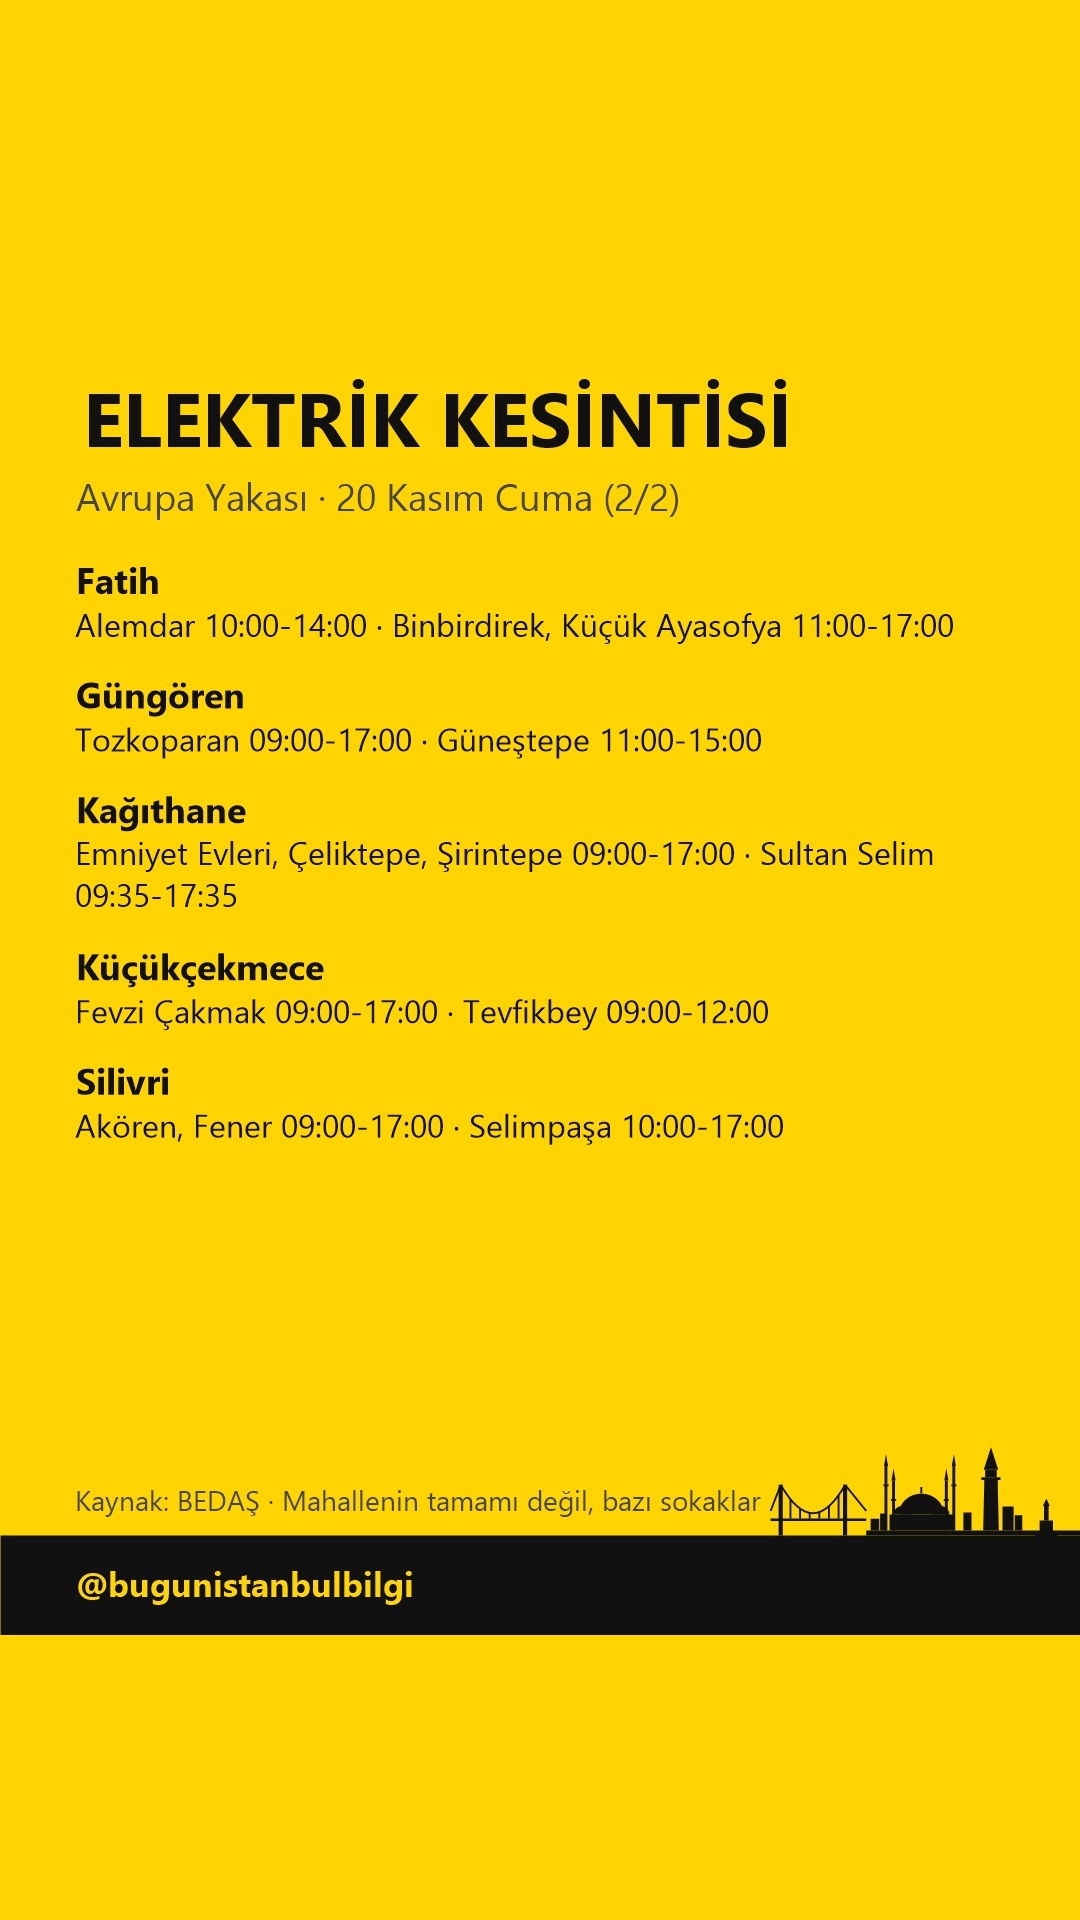 ELEKTRİK KESİNTİSİ
Avrupa Yakası · 20 Kasım Cuma (2/2)
Fatih
Alemdar 10:00-14:00 · Binbirdirek, Küçük Ayasofya 11:00-17:00
Güngören
Tozkoparan 09:00-17:00 · Güneştepe 11:00-15:00
Kağıthane
Emniyet Evleri, Çeliktepe, Şirintepe 09:00-17:00 · Sultan Selim
09:35-17:35
Küçükçekmece
Fevzi Çakmak 09:00-17:00 · Tevfikbey 09:00-12:00
Silivri
Akören, Fener 09:00-17:00 · Selimpaşa 10:00-17:00
Kaynak: BEDAŞ · Mahallenin tamamı değil, bazı sokaklar
@bugunistanbulbilgi